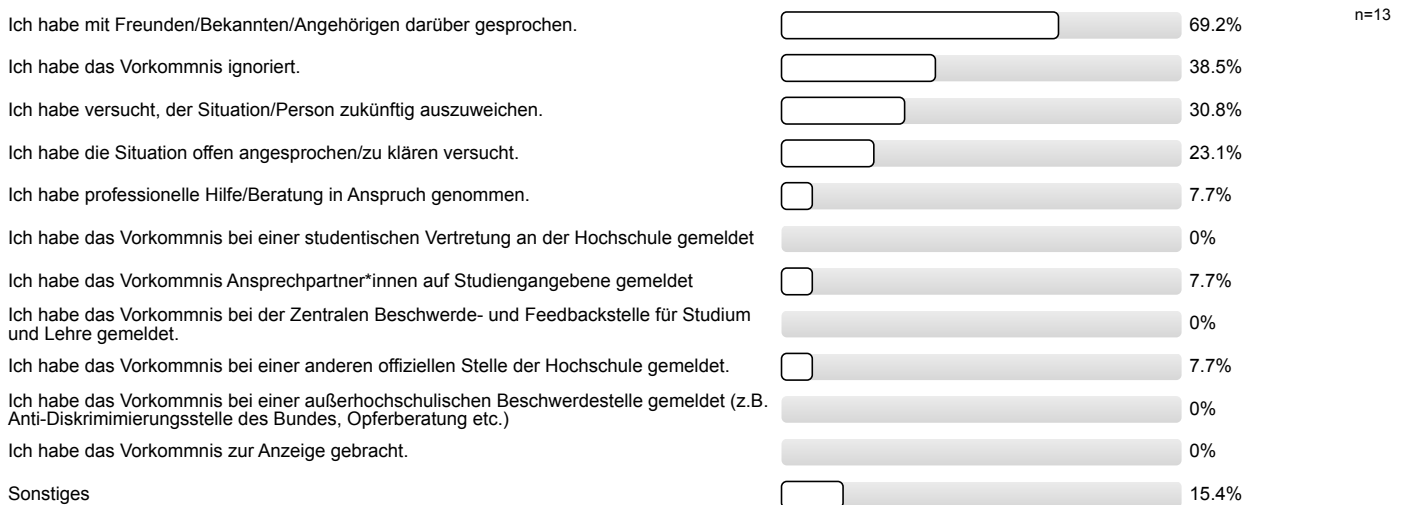 Ich habe mit Freunden/Bekannten/Angehörigen darüber gesprochen. 69.2% n=13
Ich habe das Vorkommnis ignoriert. 38.5%
Ich habe versucht, der Situation/Person zukünftig auszuweichen. 30.8%
Ich habe die Situation offen angesprochen/zu klären versucht. 23.1%
Ich habe professionelle Hilfe/Beratung in Anspruch genommen. 7.7%
Ich habe das Vorkommnis bei einer studentischen Vertretung an der Hochschule gemeldet 0%
Ich habe das Vorkommnis Ansprechpartner*innen auf Studiengangebene gemeldet 7.7%
Ich habe das Vorkommnis bei der Zentralen Beschwerde- und Feedbackstelle für Studium
und Lehre gemeldet. 0%
Ich habe das Vorkommnis bei einer anderen offiziellen Stelle der Hochschule gemeldet. 7.7%
Ich habe das Vorkommnis bei einer außerhochschulischen Beschwerdestelle gemeldet (z.B.
Anti-Diskrimimierungsstelle des Bundes, Opferberatung etc.) 0%
Ich habe das Vorkommnis zur Anzeige gebracht. 0%
Sonstiges 15.4%